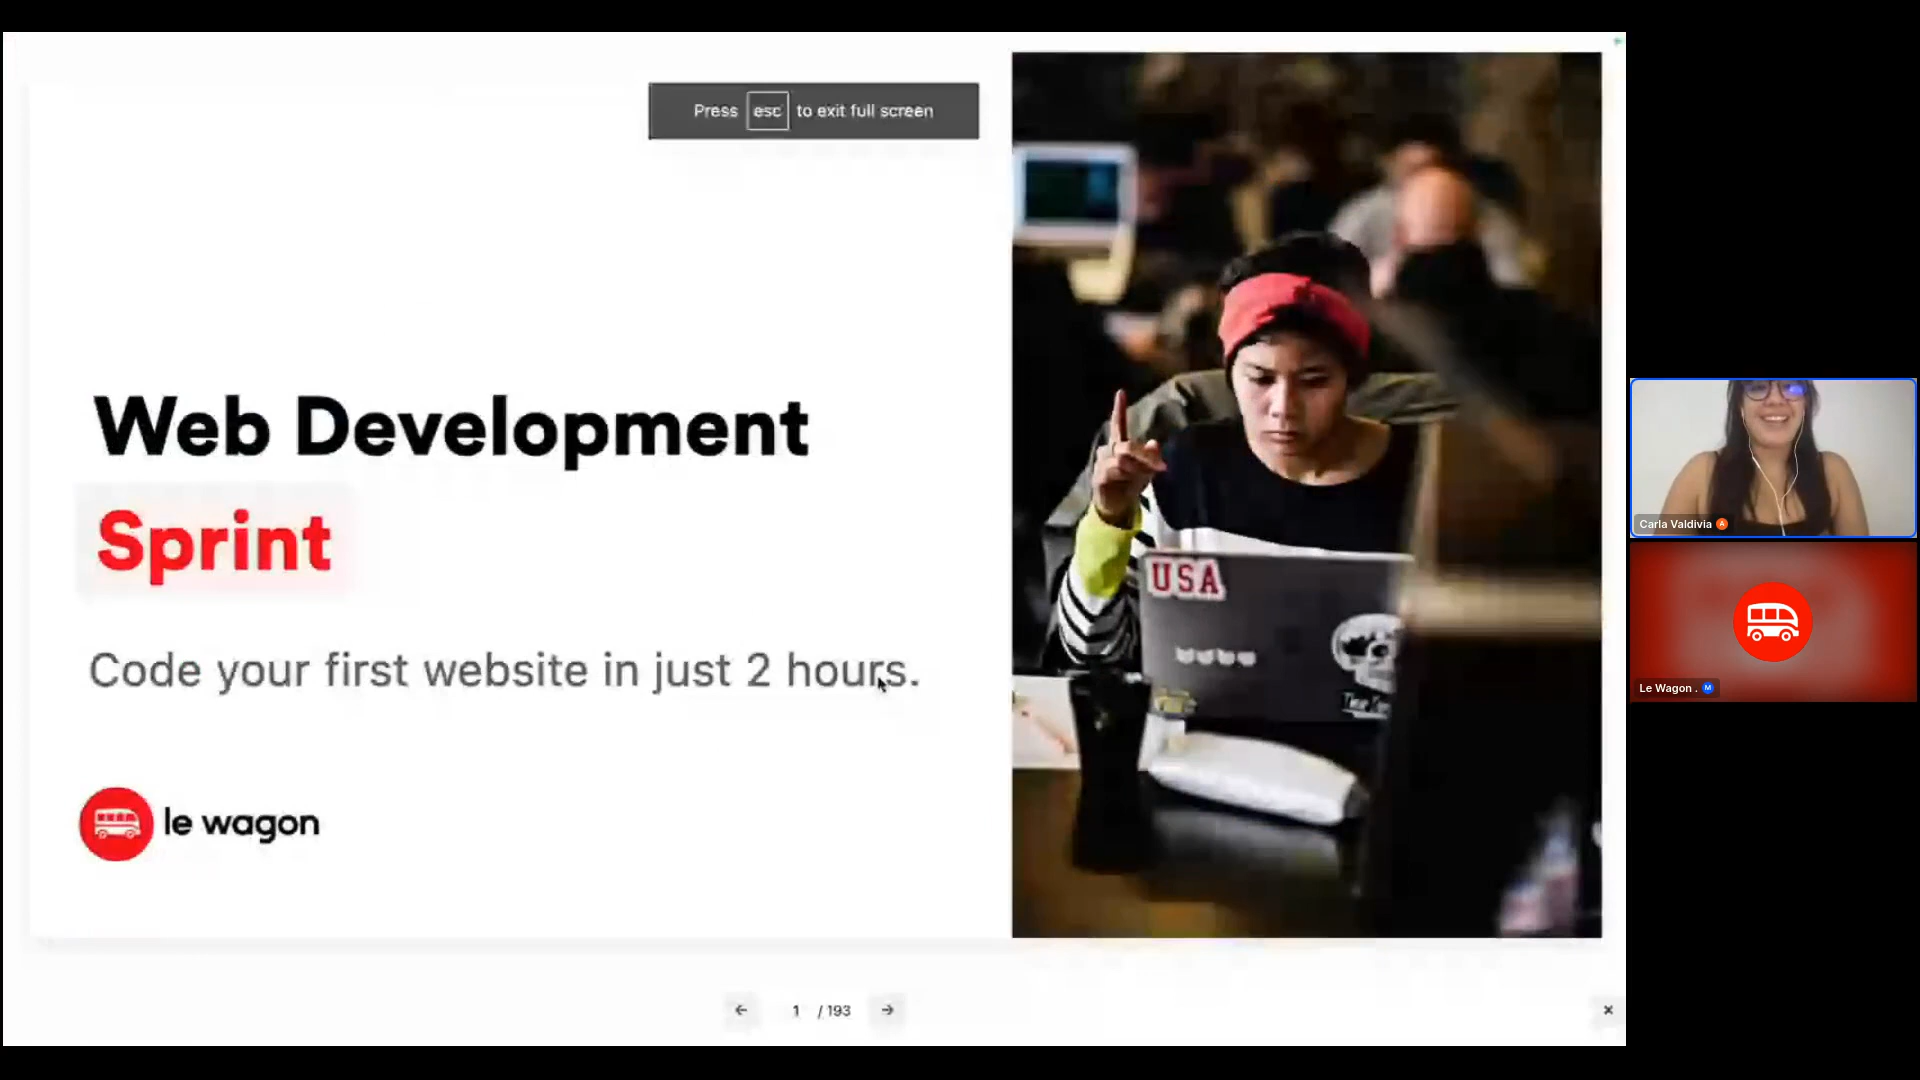 Press esc to exit full screen
Web Development
Sprint
Code your first website in just 2 hours.
le wagon
USA
1 / 193
Carla Valdivia A
Le Wagon . M